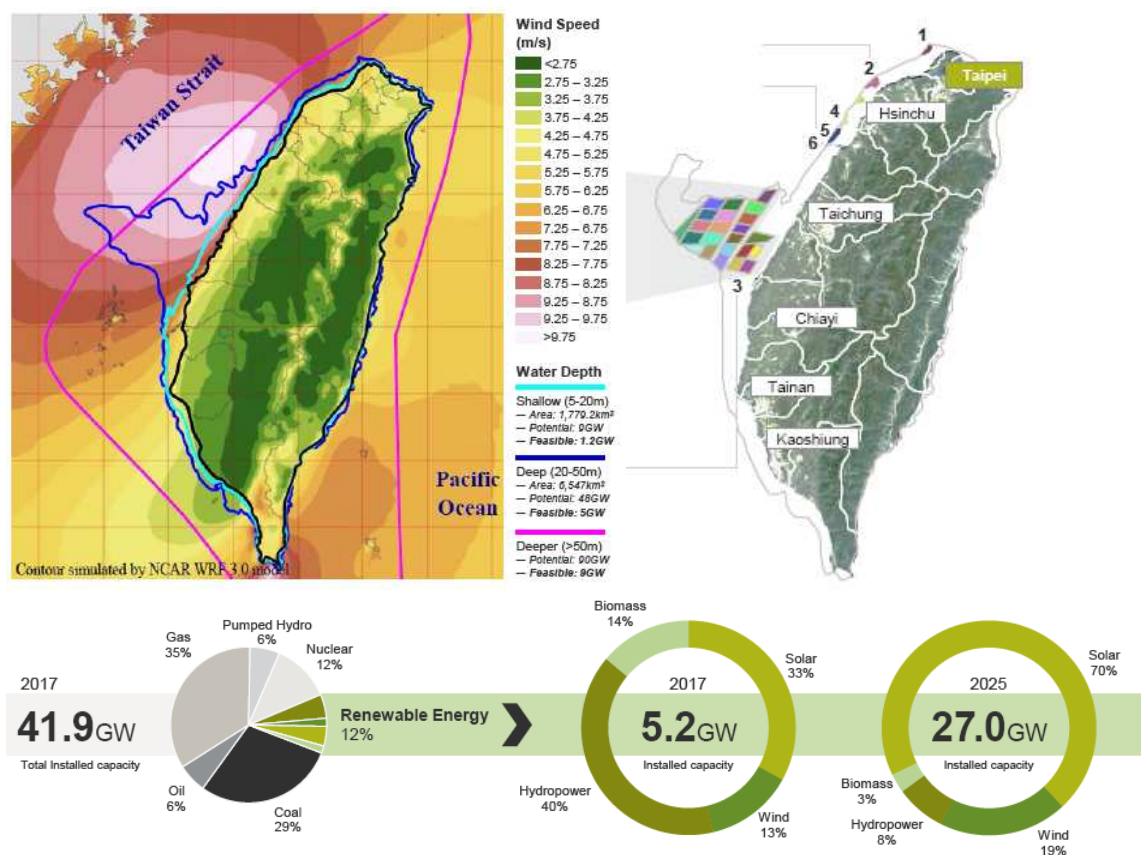 Taiwan Strait
Pacific
Ocean
Contour simulated by NCAR WRF 3.0 model
Wind Speed
(m/s)
<2.75
2.75 – 3.25
3.25 – 3.75
3.75 – 4.25
4.25 – 4.75
4.75 – 5.25
5.25 – 5.75
5.75 – 6.25
6.25 – 6.75
7.25 – 6.75
7.75 – 7.25
8.25 – 7.75
8.75 – 8.25
9.25 – 8.75
9.25 – 9.75
>9.75
Water Depth
Shallow (5-20m)
— Area: 1,779.2km²
— Potential: 9GW
— Feasible: 1.2GW
Deep (20-50m)
— Area: 6,547km²
— Potential: 48GW
— Feasible: 5GW
Deeper (>50m)
— Potential: 90GW
— Feasible: 9GW
1
2
4
5
6
3
Taipei
Hsinchu
Taichung
Chiayi
Tainan
Kaoshiung
2017
41.9GW
Total Installed capacity
Gas
35%
Pumped Hydro
6%
Nuclear
12%
Oil
6%
Coal
29%
Renewable Energy
12%
Biomass
14%
Solar
33%
2017
5.2GW
Installed capacity
Hydropower
40%
Wind
13%
Solar
70%
2025
27.0GW
Installed capacity
Biomass
3%
Hydropower
8%
Wind
19%